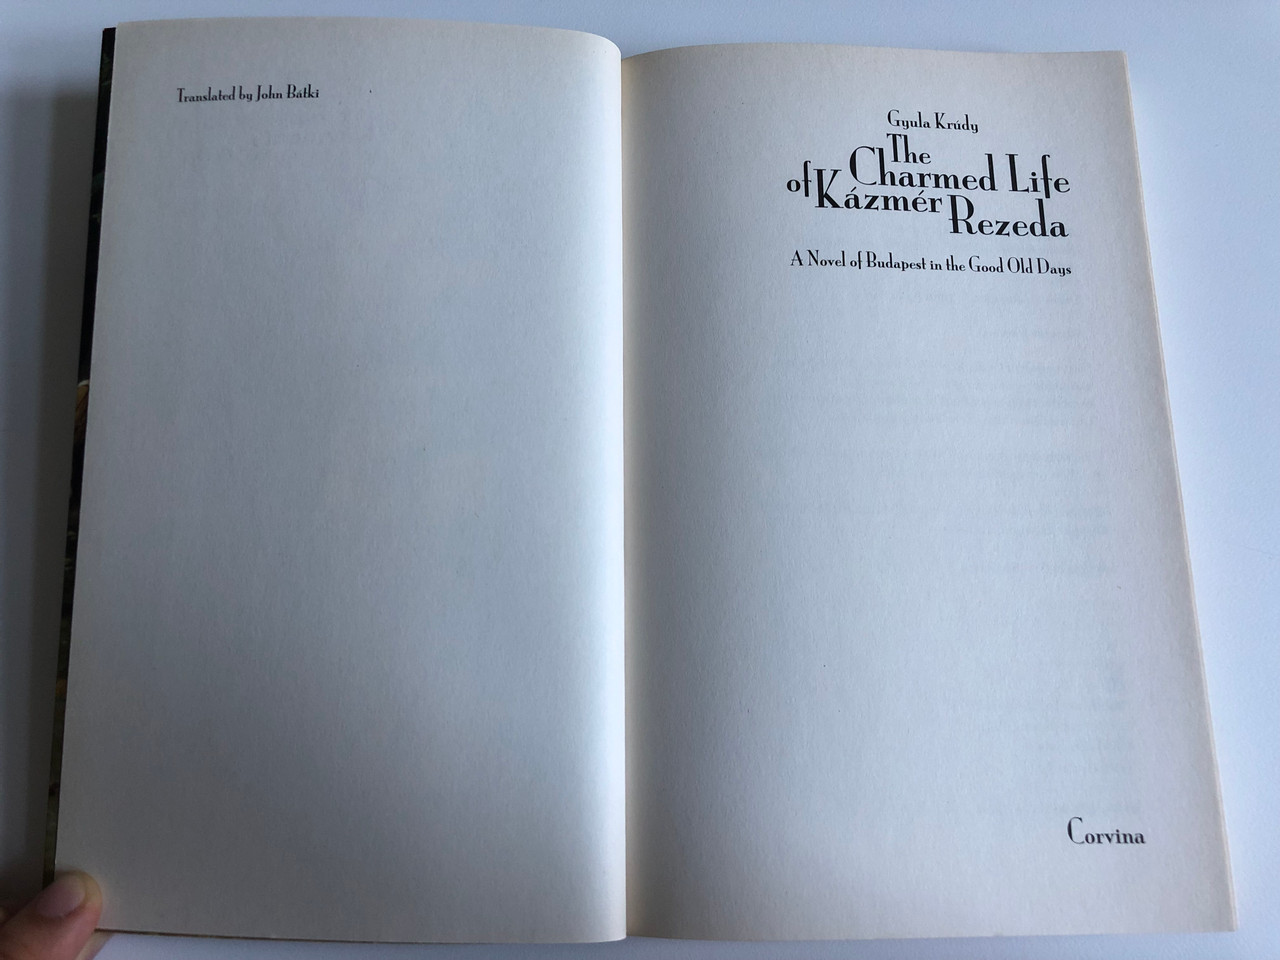 Translated by John Bátki
Gyula Krúdy
The
Charmed Life
of Kázmér
Rezeda
A Novel of Budapest in the Good Old Days
Corvina